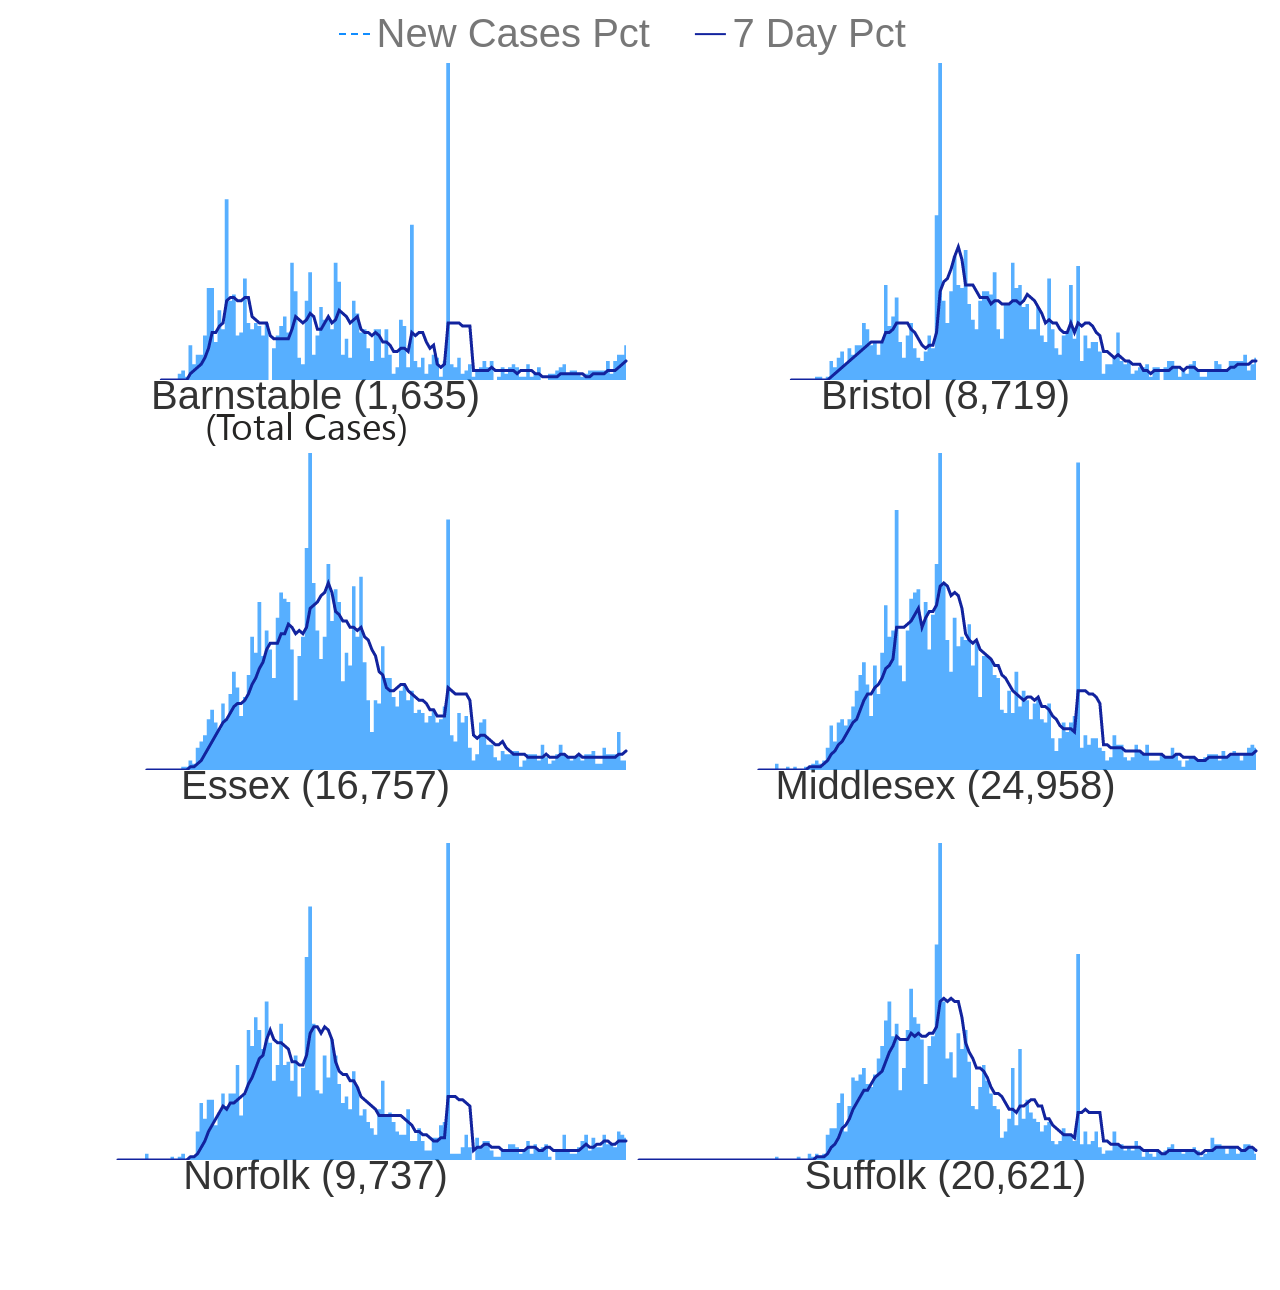 New Cases Pct 7 Day Pct
Barnstable (1,635) Bristol (8,719)
(Total Cases)
Essex (16,757) Middlesex (24,958)
Norfolk (9,737) Suffolk (20,621)